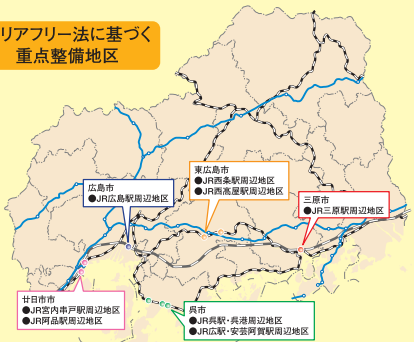 リアフリー法に基づく
重点整備地区
東広島市
●JR西条駅周辺地区
●JR西高屋駅周辺地区
広島市
●JR広島駅周辺地区
三原市
●JR三原駅周辺地区
廿日市市
●JR宮内串戸駅周辺地区
●JR阿品駅周辺地区
呉市
●JR呉駅・呉港周辺地区
●JR広駅・安芸阿賀駅周辺地区